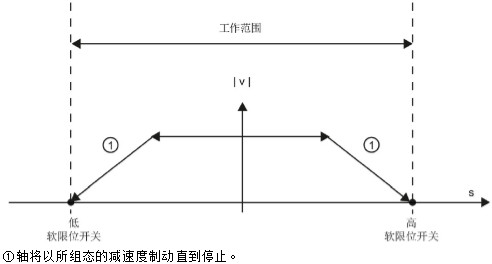 工作范围
|v|
①
①
s
低
软限位开关
高
软限位开关
①轴将以所组态的减速度制动直到停止。